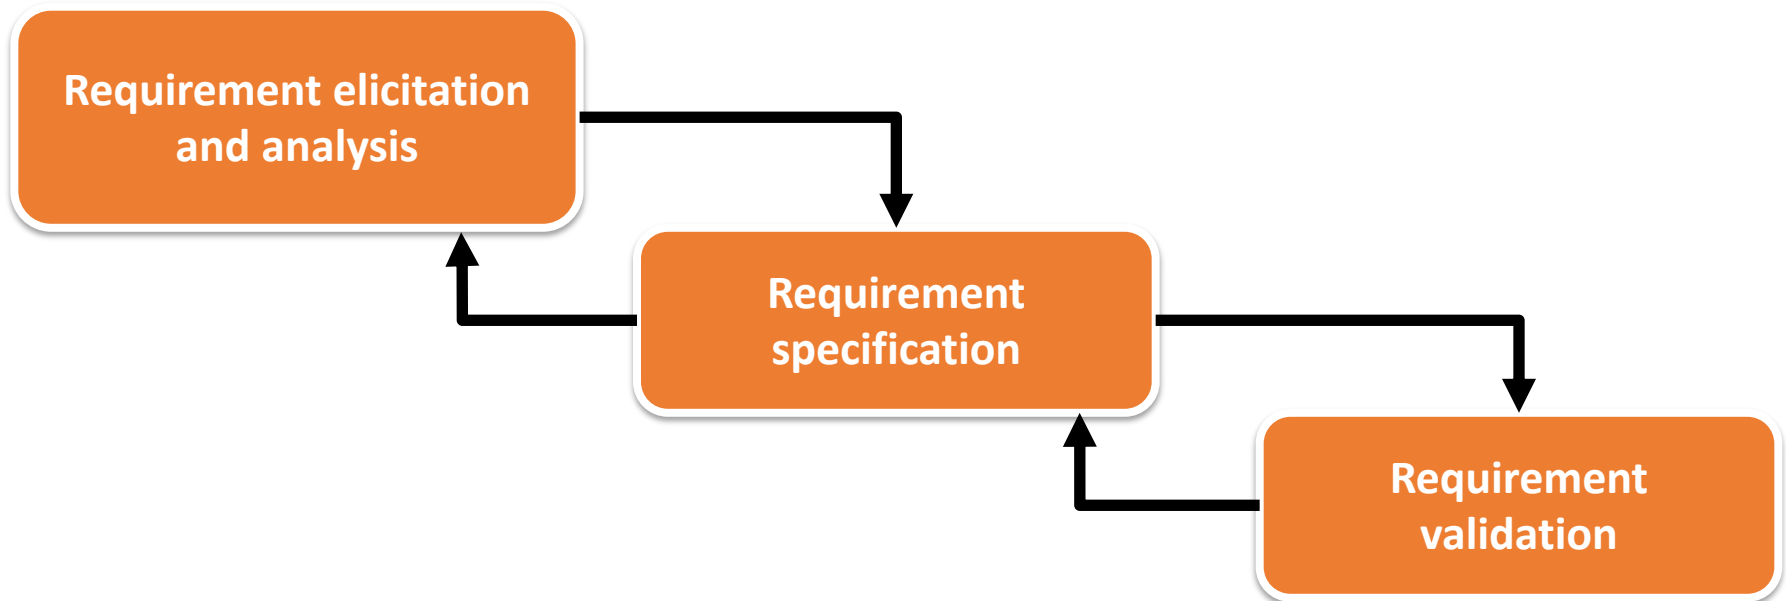 Requirement elicitation
and analysis
Requirement
specification
Requirement
validation